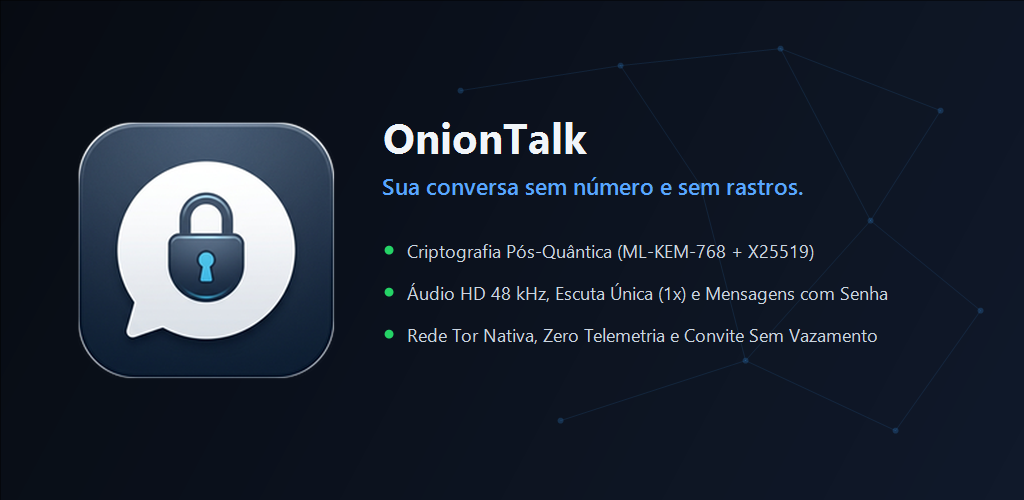 OnionTalk
Sua conversa sem número e sem rastros.
Criptografia Pós-Quântica (ML-KEM-768 + X25519)
Áudio HD 48 kHz, Escuta Única (1x) e Mensagens com Senha
Rede Tor Nativa, Zero Telemetria e Convite Sem Vazamento